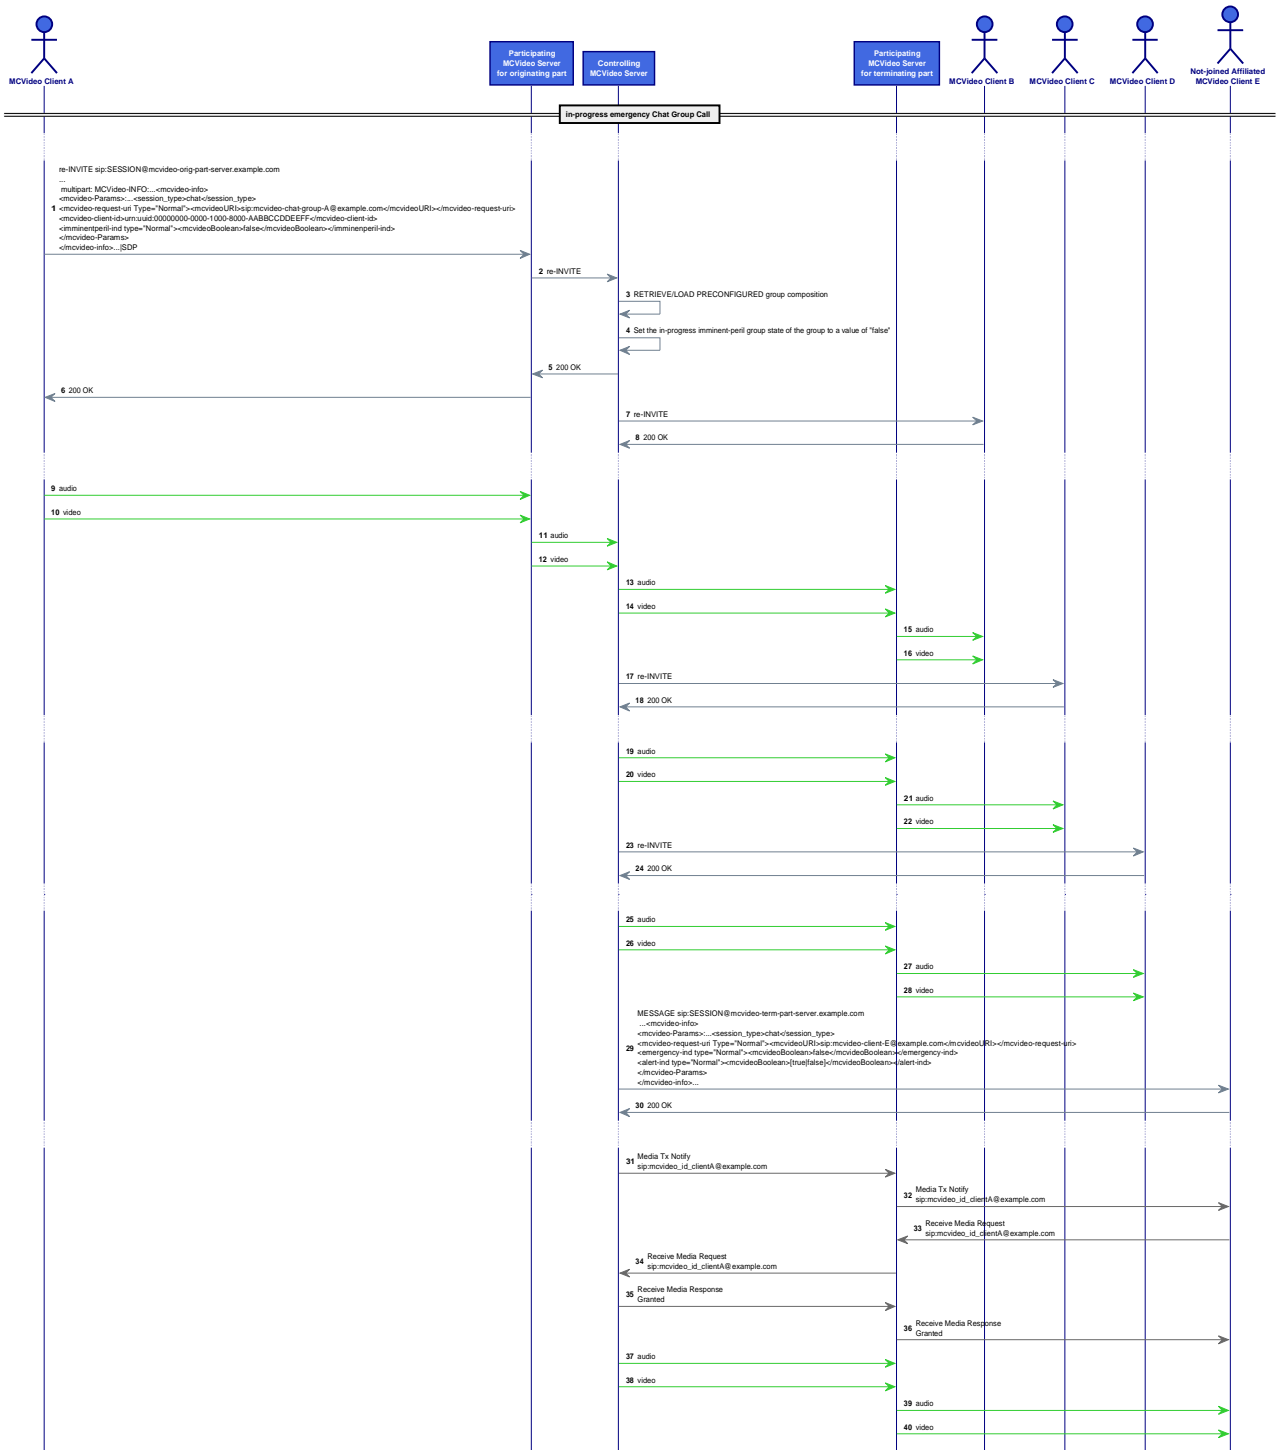 MCVideo Client A
Participating
MCVideo Server
for originating part
Controlling
MCVideo Server
Participating
MCVideo Server
for terminating part
MCVideo Client B
MCVideo Client C
MCVideo Client D
Not-joined Affiliated
MCVideo Client E
in-progress emergency Chat Group Call
re-INVITE sip:SESSION@mcvideo-orig-part-server.example.com
...
multipart: MCVideo-INFO:...<mcvideo-info>
<mcvideo-Params>:...<session_type>chat</session_type>
1 <mcvideo-request-uri Type="Normal"><mcvideoURI>sip:mcvideo-chat-group-A@example.com</mcvideoURI></mcvideo-request-uri>
<mcvideo-client-id>urn:uuid:00000000-0000-1000-8000-AABBCCDDEEFF</mcvideo-client-id>
<imminentperil-ind type="Normal"><mcvideoBoolean>false</mcvideoBoolean></imminenperil-ind>
</mcvideo-Params>
</mcvideo-info>...|SDP
2 re-INVITE
3 RETRIEVE/LOAD PRECONFIGURED group composition
4 Set the in-progress imminent-peril group state of the group to a value of "false"
5 200 OK
6 200 OK
7 re-INVITE
8 200 OK
9 audio
10 video
11 audio
12 video
13 audio
14 video
15 audio
16 video
17 re-INVITE
18 200 OK
19 audio
20 video
21 audio
22 video
23 re-INVITE
24 200 OK
25 audio
26 video
27 audio
28 video
MESSAGE sip:SESSION@mcvideo-term-part-server.example.com
...<mcvideo-info>
<mcvideo-Params>:...<session_type>chat</session_type>
<mcvideo-request-uri Type="Normal"><mcvideoURI>sip:mcvideo-client-E@example.com</mcvideoURI></mcvideo-request-uri>
29 <emergency-ind type="Normal"><mcvideoBoolean>false</mcvideoBoolean></emergency-ind>
<alert-ind type="Normal"><mcvideoBoolean>[true|false]</mcvideoBoolean></alert-ind>
</mcvideo-Params>
</mcvideo-info>...
30 200 OK
31 Media Tx Notify
sip:mcvideo_id_clientA@example.com
32 Media Tx Notify
sip:mcvideo_id_clientA@example.com
33 Receive Media Request
sip:mcvideo_id_clientA@example.com
34 Receive Media Request
sip:mcvideo_id_clientA@example.com
35 Receive Media Response
Granted
36 Receive Media Response
Granted
37 audio
38 video
39 audio
40 video